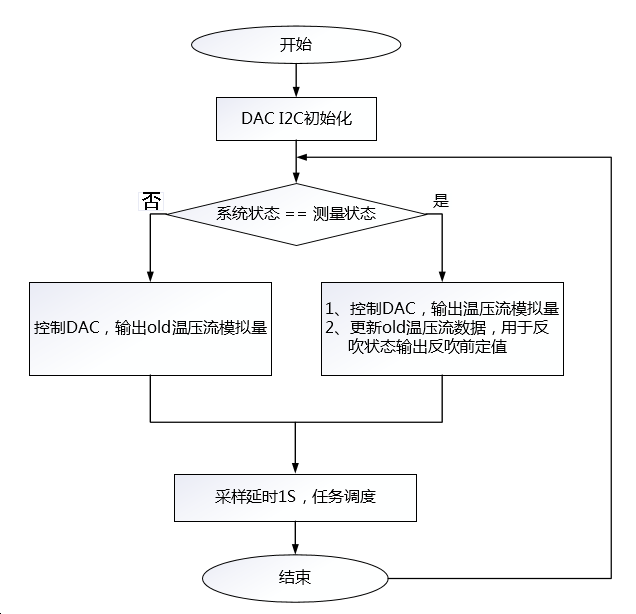 开始
DAC I2C初始化
系统状态 == 测量状态
否
是
控制DAC，输出old温压流模拟量
1、控制DAC，输出温压流模拟量
2、更新old温压流数据，用于反
吹状态输出反吹前定值
采样延时1S，任务调度
结束